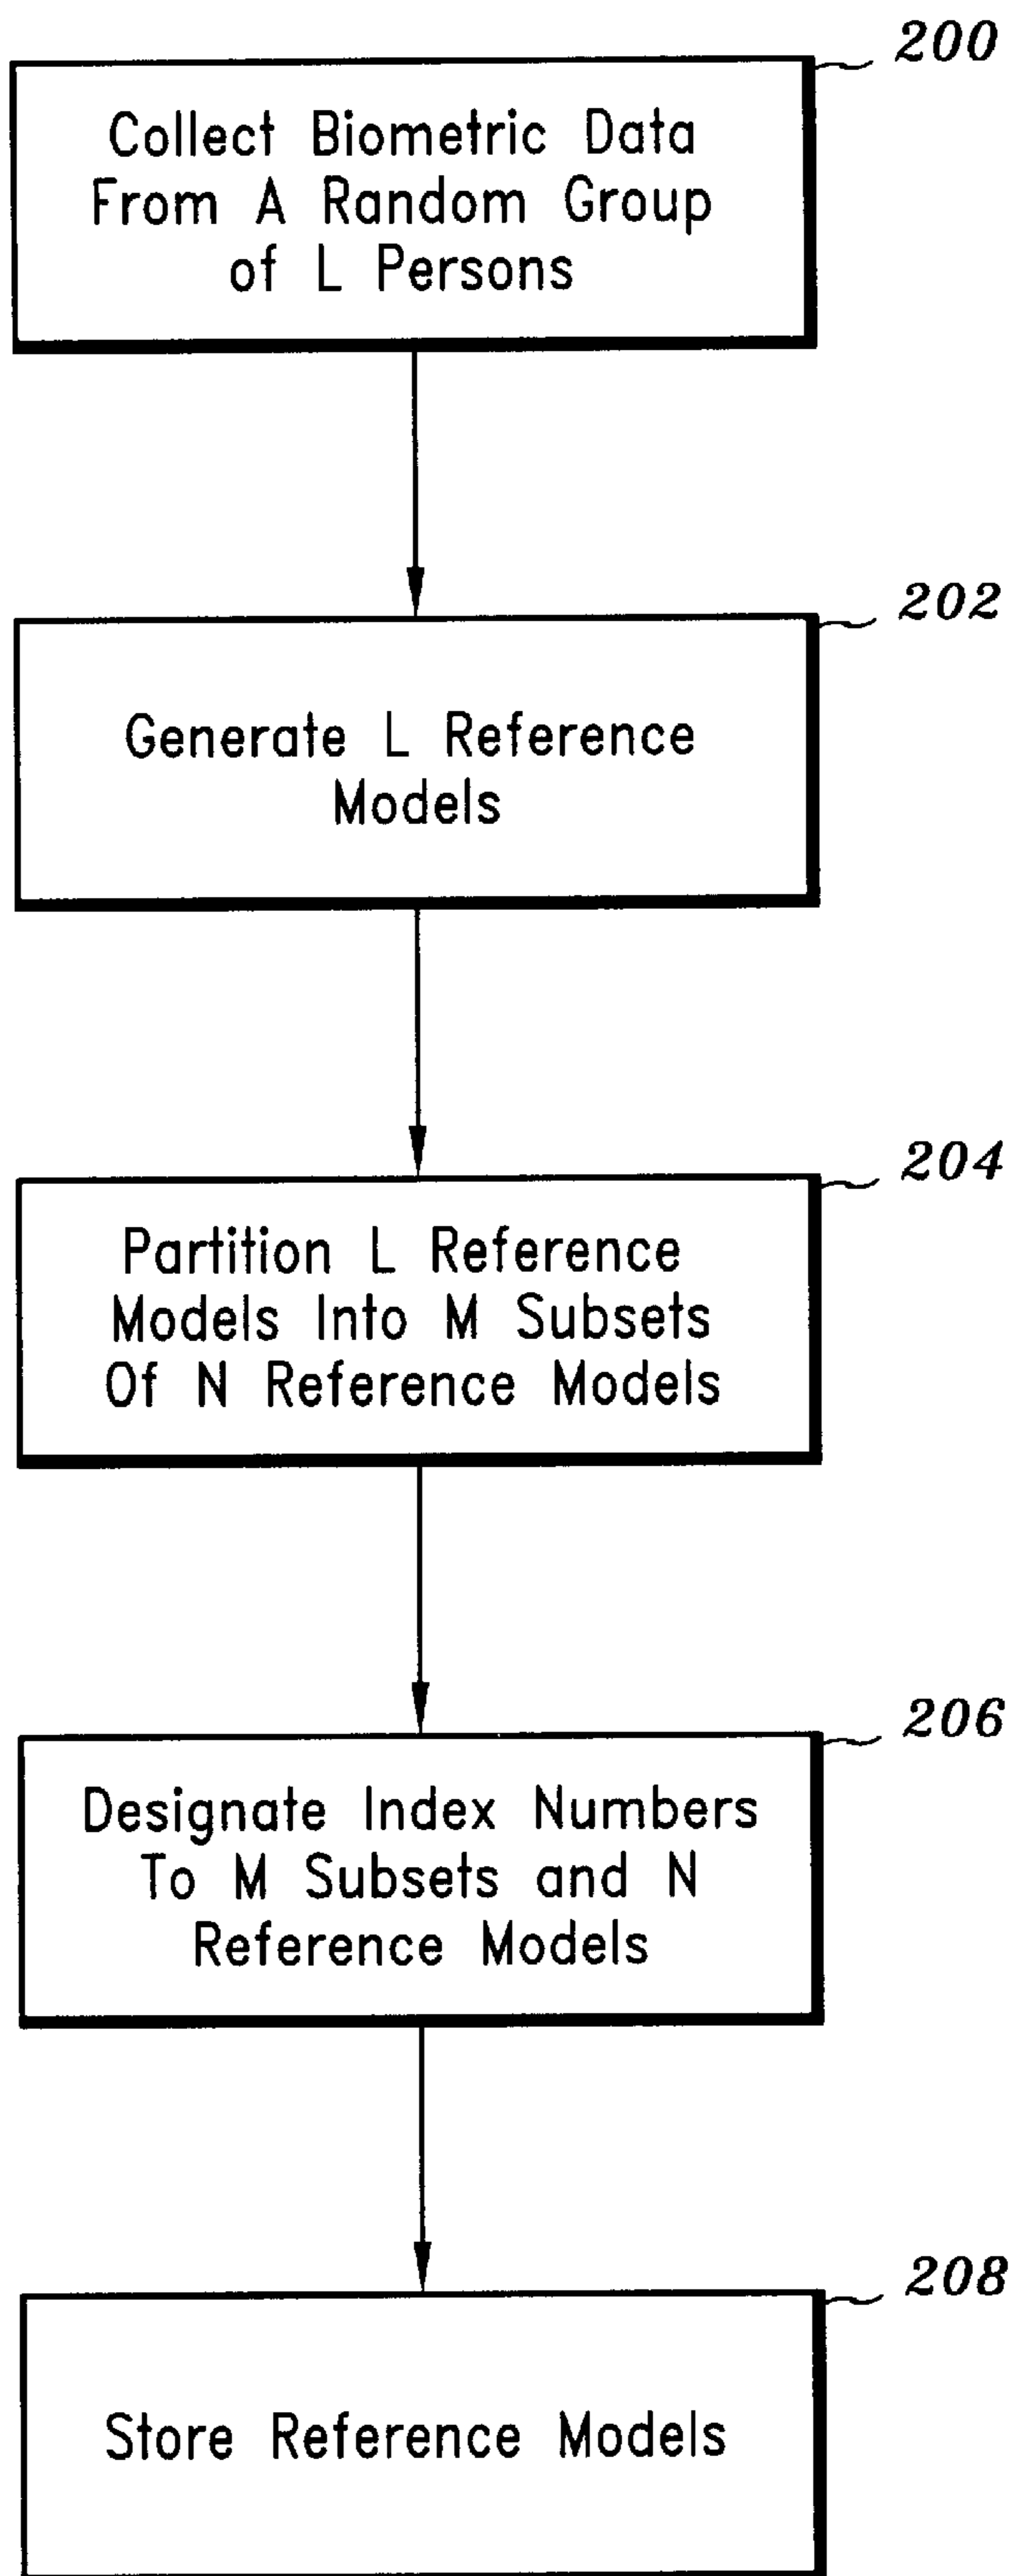 200
Collect Biometric Data
From A Random Group
of L Persons
202
Generate L Reference
Models
204
Partition L Reference
Models Into M Subsets
Of N Reference Models
206
Designate Index Numbers
To M Subsets and N
Reference Models
208
Store Reference Models